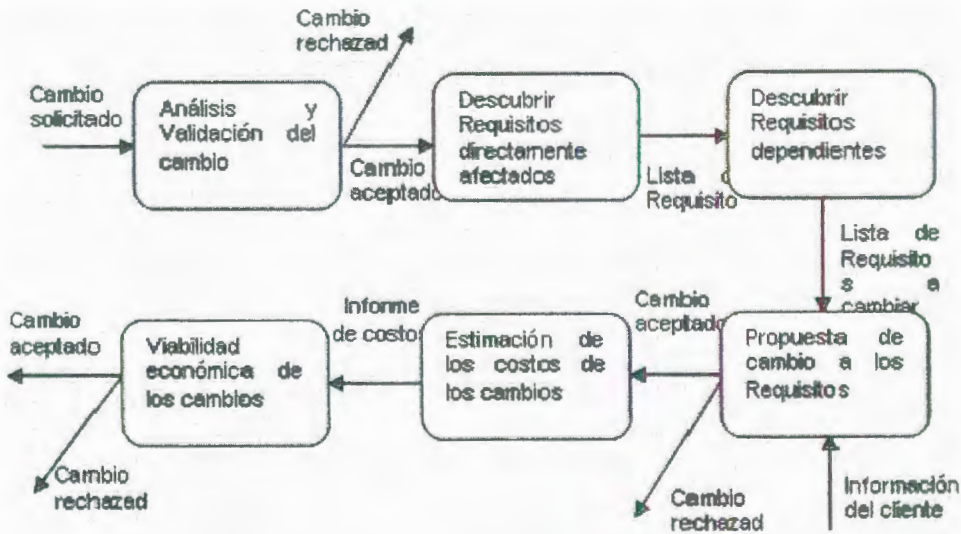 Cambio
rechazad
Cambio
solicitado
Análisis y
Validación del
cambio
Cambio
aceptado
Descubrir
Requisitos
directamente
afectados
Lista
Requisito
Descubrir
Requisitos
dependientes
Lista de
Requisito
s a
cambiar
Propuesta de
cambio a los
Requisitos
Información
del cliente
Cambio
rechazad
Cambio
aceptado
Estimación de
los costos de
los cambios
Informe
de costo
Viabilidad
económica de
los cambios
Cambio
aceptado
Cambio
rechazad